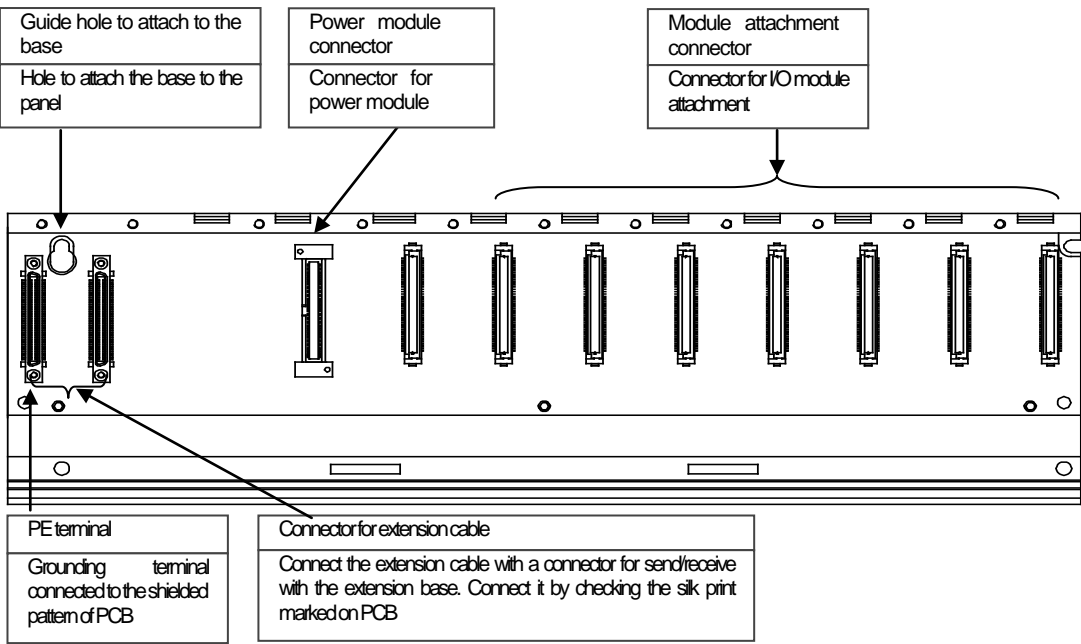 Guide hole to attach to the
base
Hole to attach the base to the
panel
Power module
connector
Connector for
power module
Module attachment
connector
Connector for I/O module
attachment
PE terminal
Grounding terminal
connected to the shielded
pattern of PCB
Connector for extension cable
Connect the extension cable with a connector for send/receive
with the extension base. Connect it by checking the silk print
marked on PCB